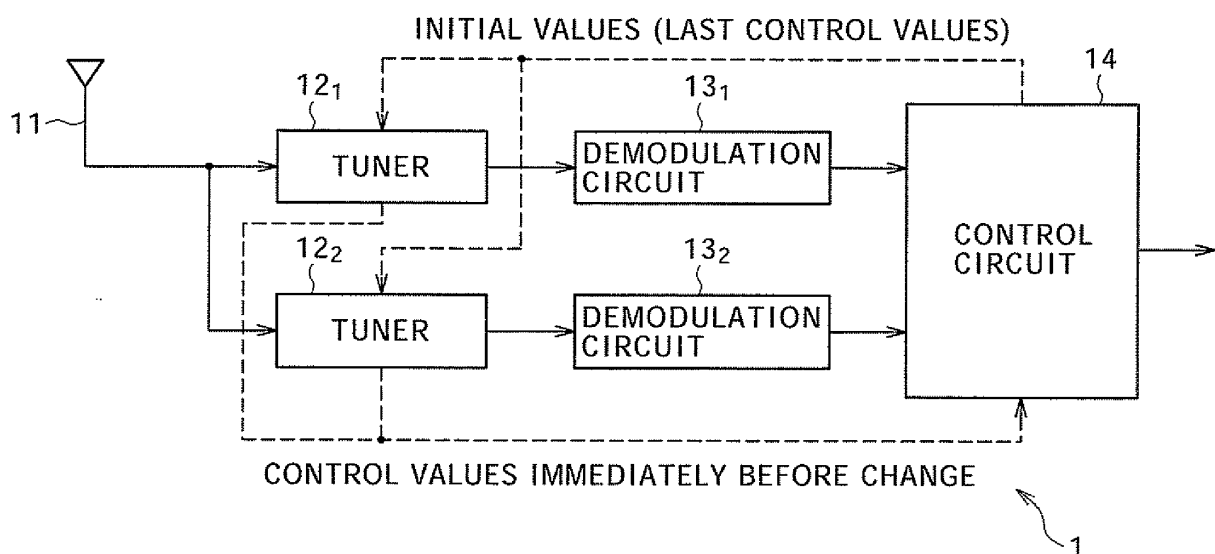 INITIAL VALUES (LAST CONTROL VALUES)
11
12₁
13₁
14
TUNER
DEMODULATION
CIRCUIT
12₂
13₂
CONTROL
CIRCUIT
TUNER
DEMODULATION
CIRCUIT
CONTROL VALUES IMMEDIATELY BEFORE CHANGE
1